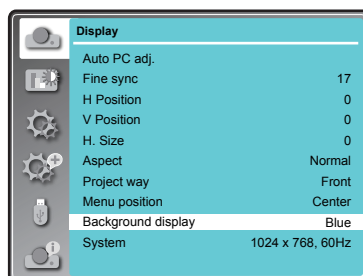 Display
Auto PC adj.
Fine sync 17
H Position 0
V Position 0
H. Size 0
Aspect Normal
Project way Front
Menu position Center
Background display Blue
System 1024 x 768, 60Hz